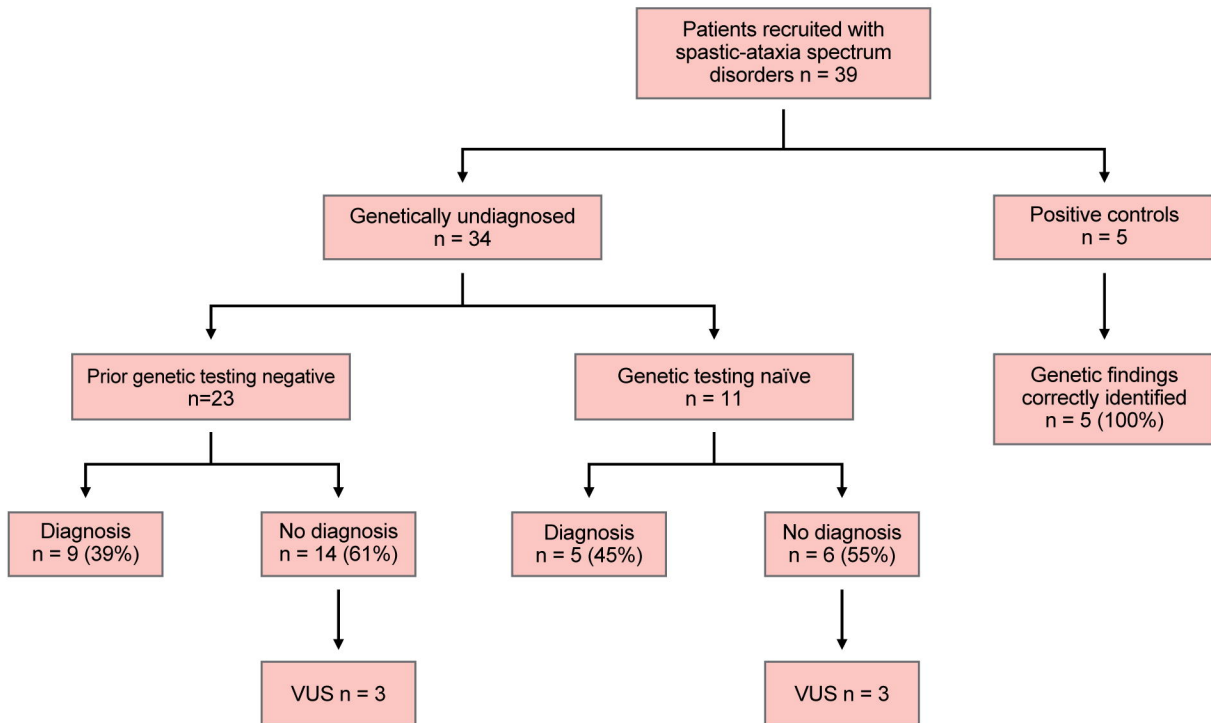 Patients recruited with
spastic-ataxia spectrum
disorders n = 39
Genetically undiagnosed
n = 34
Positive controls
n = 5
Prior genetic testing negative
n=23
Genetic testing naïve
n = 11
Genetic findings
correctly identified
n = 5 (100%)
Diagnosis
n = 9 (39%)
No diagnosis
n = 14 (61%)
Diagnosis
n = 5 (45%)
No diagnosis
n = 6 (55%)
VUS n = 3
VUS n = 3